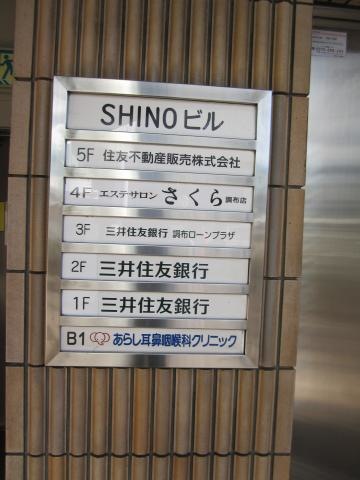 SHINOビル
5F 住友不動産販売株式会社
4F エステサロン さくら 調布店
3F 三井住友銀行 調布ローンプラザ
2F 三井住友銀行
1F 三井住友銀行
B1 あらし耳鼻咽喉科クリニック